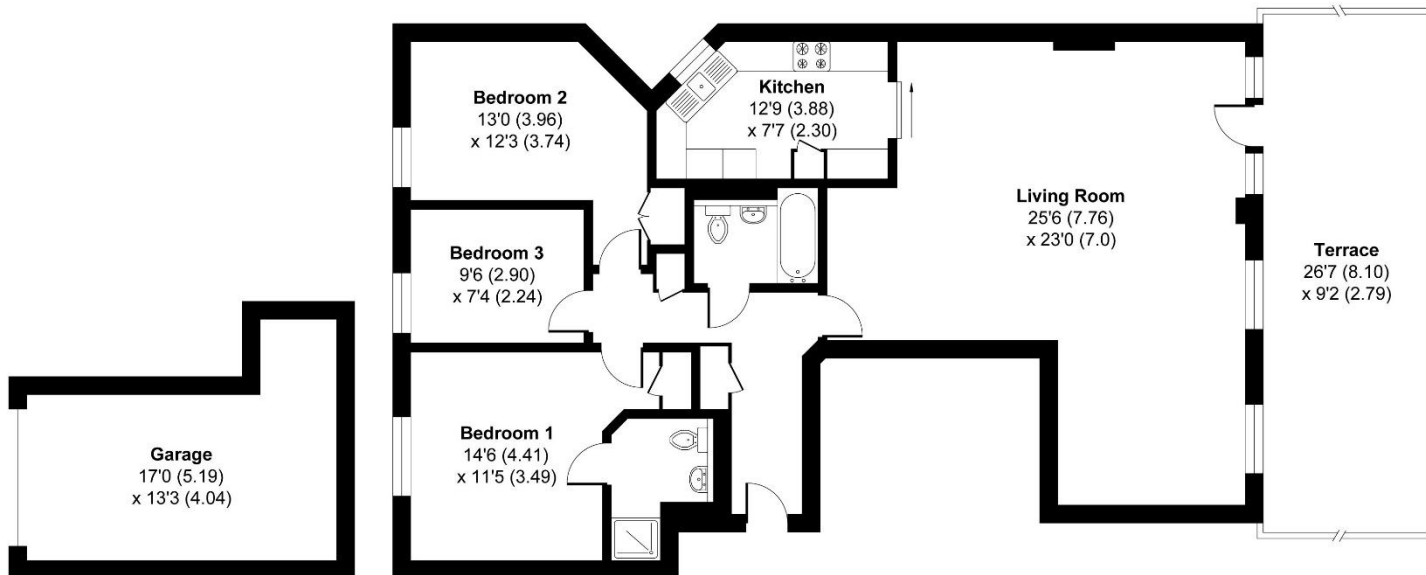 Bedroom 2
13'0 (3.96)
x 12'3 (3.74)
Kitchen
12'9 (3.88)
x 7'7 (2.30)
Living Room
25'6 (7.76)
x 23'0 (7.0)
Terrace
26'7 (8.10)
x 9'2 (2.79)
Bedroom 3
9'6 (2.90)
x 7'4 (2.24)
Bedroom 1
14'6 (4.41)
x 11'5 (3.49)
Garage
17'0 (5.19)
x 13'3 (4.04)